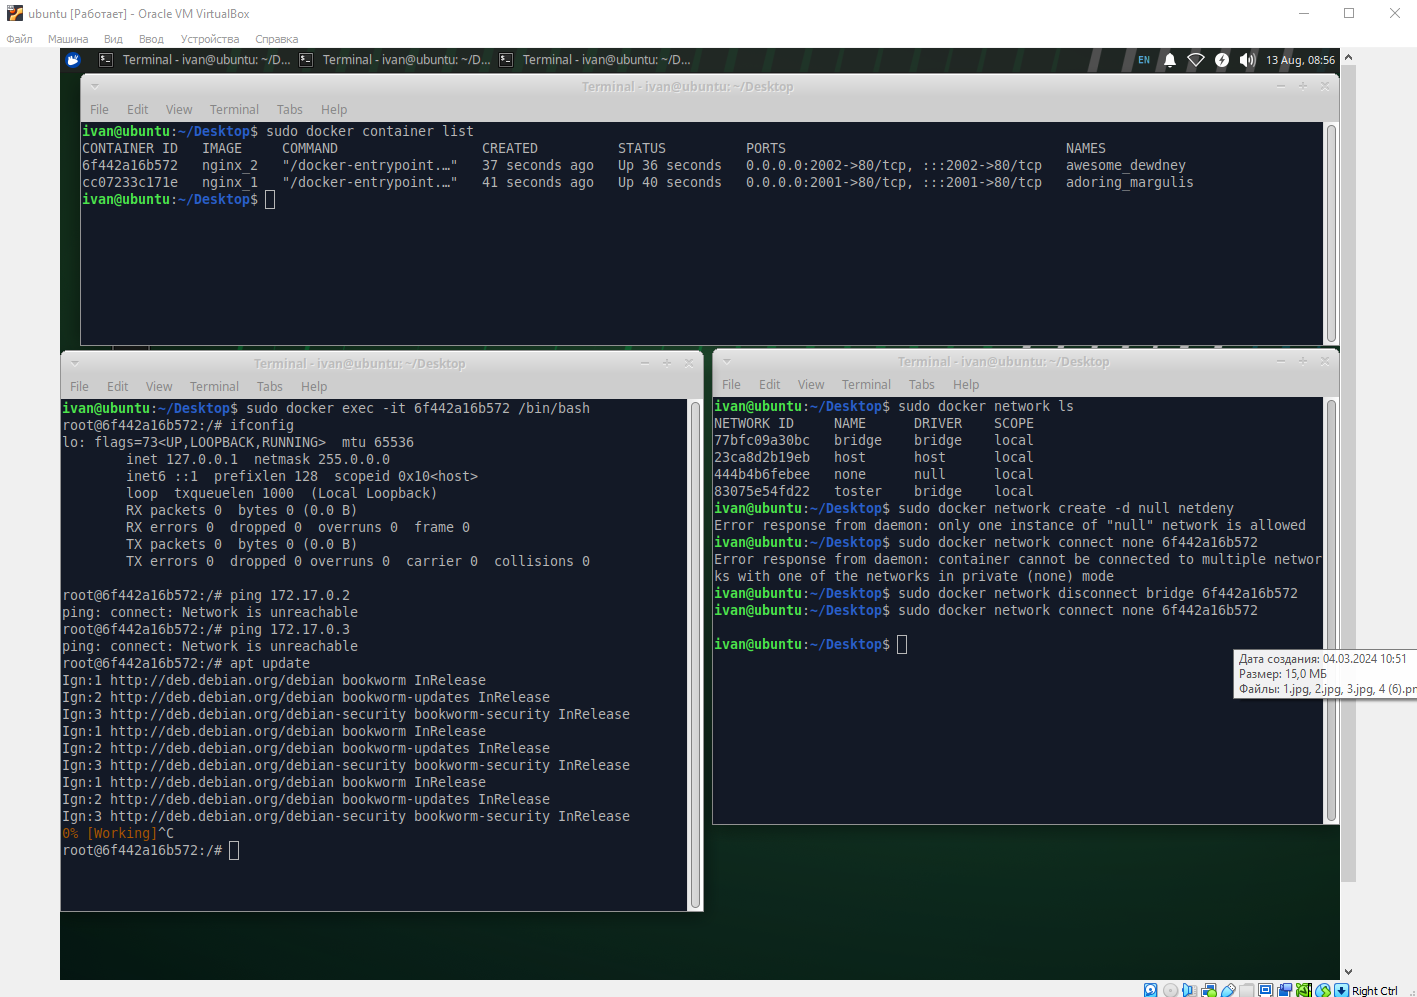 ubuntu [Работает] - Oracle VM VirtualBox
Файл Машина Вид Ввод Устройства Справка
Terminal - ivan@ubuntu: ~/D... Terminal - ivan@ubuntu: ~/D... Terminal - ivan@ubuntu: ~/D... EN 13 Aug, 08:56
Terminal - ivan@ubuntu: ~/Desktop
File Edit View Terminal Tabs Help
ivan@ubuntu:~/Desktop$ sudo docker container list
CONTAINER ID IMAGE COMMAND CREATED STATUS PORTS NAMES
6f442a16b572 nginx_2 "/docker-entrypoint.…" 37 seconds ago Up 36 seconds 0.0.0.0:2002->80/tcp, :::2002->80/tcp awesome_dewdney
cc07233c171e nginx_1 "/docker-entrypoint.…" 41 seconds ago Up 40 seconds 0.0.0.0:2001->80/tcp, :::2001->80/tcp adoring_margulis
ivan@ubuntu:~/Desktop$
Terminal - ivan@ubuntu: ~/Desktop
File Edit View Terminal Tabs Help
ivan@ubuntu:~/Desktop$ sudo docker exec -it 6f442a16b572 /bin/bash
root@6f442a16b572:/# ifconfig
lo: flags=73<UP,LOOPBACK,RUNNING> mtu 65536
inet 127.0.0.1 netmask 255.0.0.0
inet6 ::1 prefixlen 128 scopeid 0x10<host>
loop txqueuelen 1000 (Local Loopback)
RX packets 0 bytes 0 (0.0 B)
RX errors 0 dropped 0 overruns 0 frame 0
TX packets 0 bytes 0 (0.0 B)
TX errors 0 dropped 0 overruns 0 carrier 0 collisions 0
root@6f442a16b572:/# ping 172.17.0.2
ping: connect: Network is unreachable
root@6f442a16b572:/# ping 172.17.0.3
ping: connect: Network is unreachable
root@6f442a16b572:/# apt update
Ign:1 http://deb.debian.org/debian bookworm InRelease
Ign:2 http://deb.debian.org/debian bookworm-updates InRelease
Ign:3 http://deb.debian.org/debian-security bookworm-security InRelease
Ign:1 http://deb.debian.org/debian bookworm InRelease
Ign:2 http://deb.debian.org/debian bookworm-updates InRelease
Ign:3 http://deb.debian.org/debian-security bookworm-security InRelease
Ign:1 http://deb.debian.org/debian bookworm InRelease
Ign:2 http://deb.debian.org/debian bookworm-updates InRelease
Ign:3 http://deb.debian.org/debian-security bookworm-security InRelease
0% [Working]^C
root@6f442a16b572:/#
Terminal - ivan@ubuntu: ~/Desktop
File Edit View Terminal Tabs Help
ivan@ubuntu:~/Desktop$ sudo docker network ls
NETWORK ID NAME DRIVER SCOPE
77bfc09a30bc bridge bridge local
23ca8d2b19eb host host local
444b4b6febee none null local
83075e54fd22 toster bridge local
ivan@ubuntu:~/Desktop$ sudo docker network create -d null netdeny
Error response from daemon: only one instance of "null" network is allowed
ivan@ubuntu:~/Desktop$ sudo docker network connect none 6f442a16b572
Error response from daemon: container cannot be connected to multiple networ
ks with one of the networks in private (none) mode
ivan@ubuntu:~/Desktop$ sudo docker network disconnect bridge 6f442a16b572
ivan@ubuntu:~/Desktop$ sudo docker network connect none 6f442a16b572
ivan@ubuntu:~/Desktop$
Дата создания: 04.03.2024 10:51
Размер: 15,0 МБ
Файлы: 1.jpg, 2.jpg, 3.jpg, 4 (6).pn
Right Ctrl